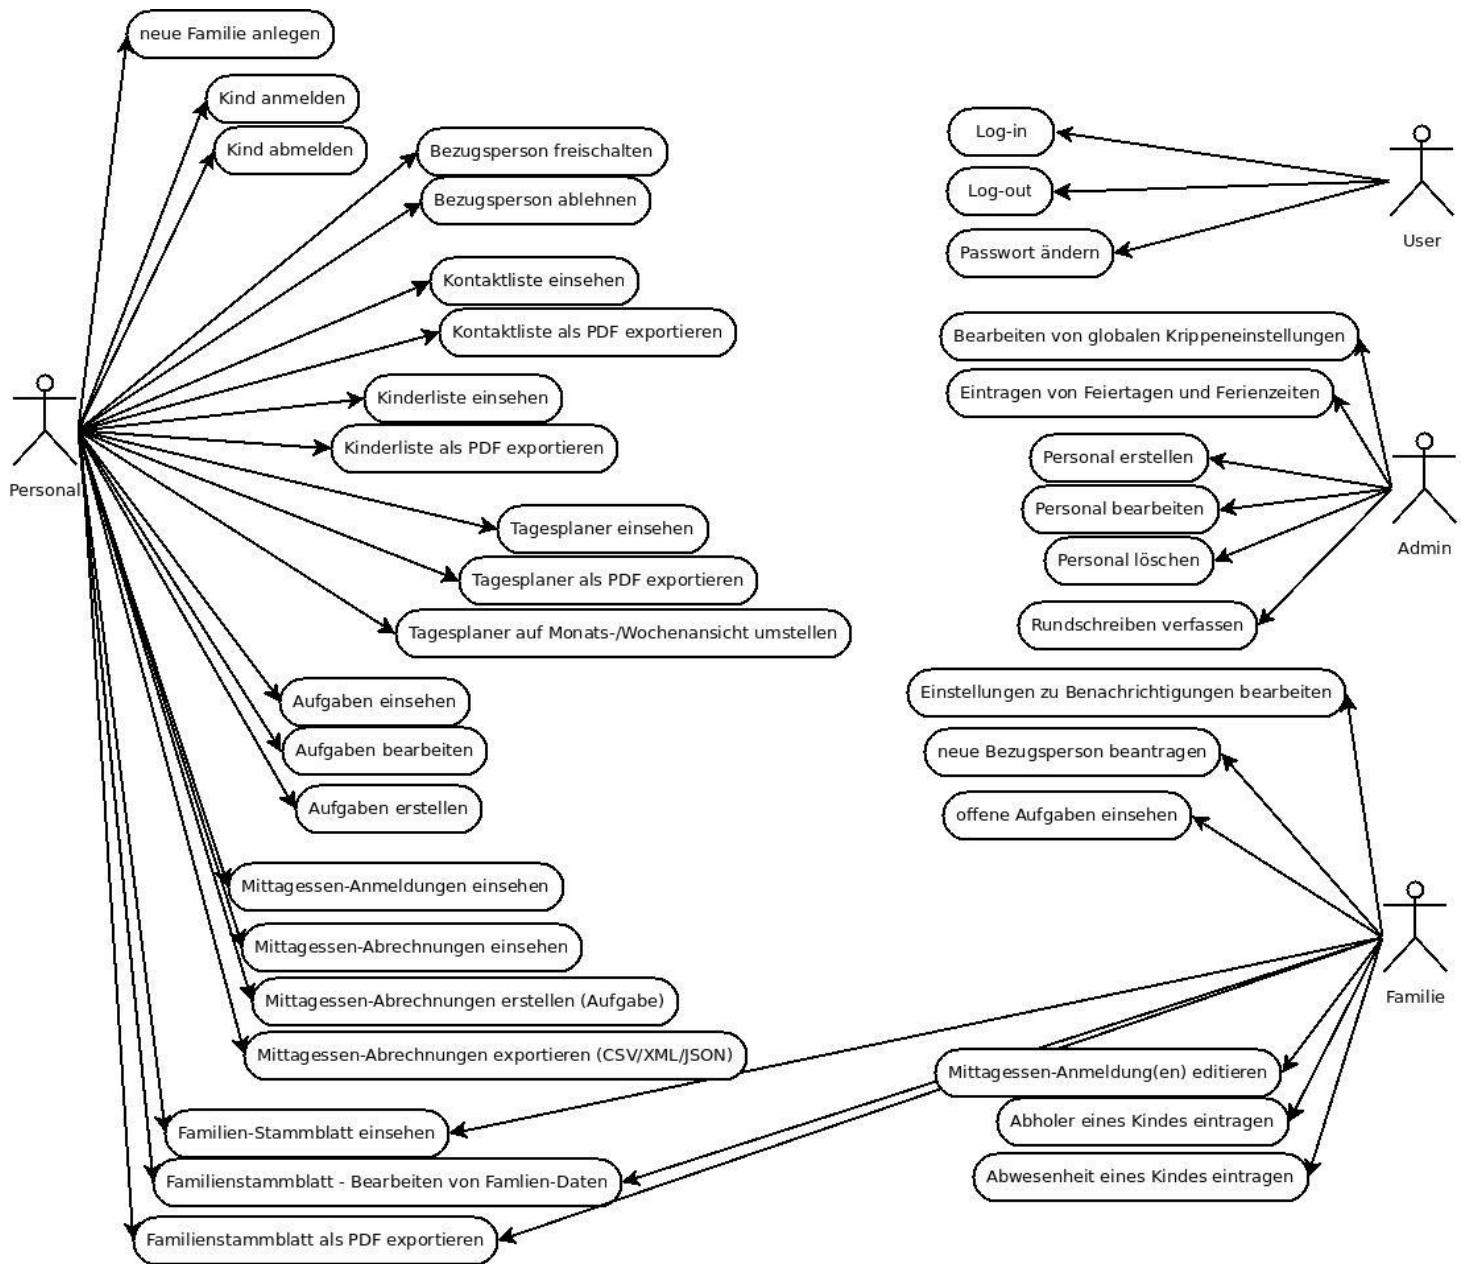 neue Familie anlegen
Kind anmelden
Kind abmelden
Bezugsperson freischalten
Bezugsperson ablehnen
Kontaktliste einsehen
Kontaktliste als PDF exportieren
Kinderliste einsehen
Kinderliste als PDF exportieren
Personal
Tagesplaner einsehen
Tagesplaner als PDF exportieren
Tagesplaner auf Monats-/Wochenansicht umstellen
Aufgaben einsehen
Aufgaben bearbeiten
Aufgaben erstellen
Mittagessen-Anmeldungen einsehen
Mittagessen-Abrechnungen einsehen
Mittagessen-Abrechnungen erstellen (Aufgabe)
Mittagessen-Abrechnungen exportieren (CSV/XML/JSON)
Familien-Stammblatt einsehen
Familienstammblatt - Bearbeiten von Famlien-Daten
Familienstammblatt als PDF exportieren
Log-in
Log-out
Passwort ändern
User
Bearbeiten von globalen Krippeneinstellungen
Eintragen von Feiertagen und Ferienzeiten
Personal erstellen
Personal bearbeiten
Personal löschen
Rundschreiben verfassen
Admin
Einstellungen zu Benachrichtigungen bearbeiten
neue Bezugsperson beantragen
offene Aufgaben einsehen
Familie
Mittagessen-Anmeldung(en) editieren
Abholer eines Kindes eintragen
Abwesenheit eines Kindes eintragen